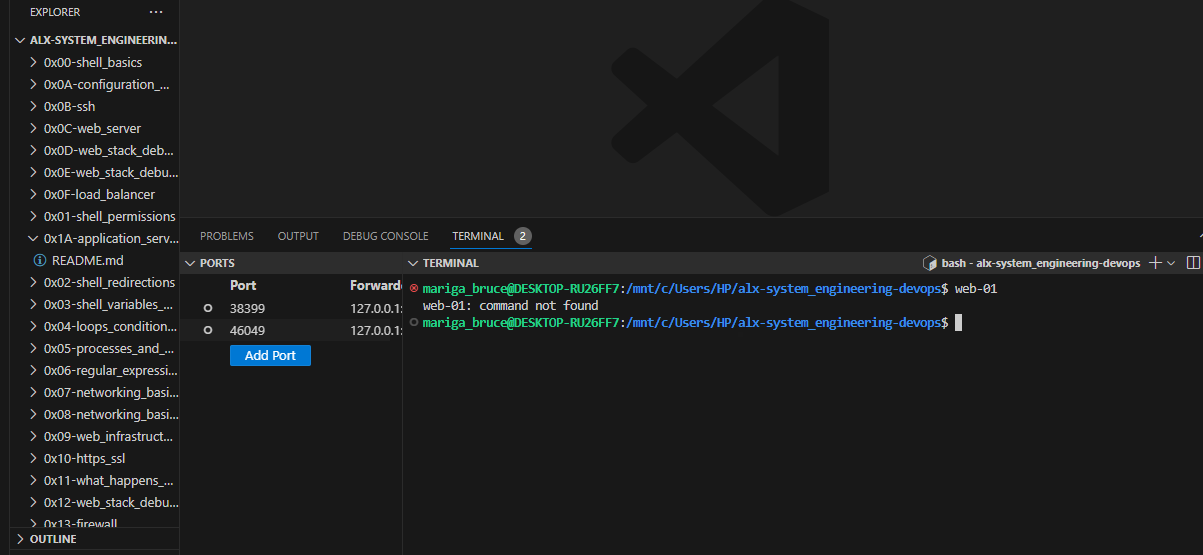 EXPLORER ...
ALX-SYSTEM_ENGINEERIN...
0x00-shell_basics
0x0A-configuration_...
0x0B-ssh
0x0C-web_server
0x0D-web_stack_deb...
0x0E-web_stack_debu...
0x0F-load_balancer
0x01-shell_permissions
0x1A-application_serv...
README.md
0x02-shell_redirections
0x03-shell_variables_...
0x04-loops_condition...
0x05-processes_and_...
0x06-regular_expressi...
0x07-networking_basi...
0x08-networking_basi...
0x09-web_infrastruct...
0x10-https_ssl
0x11-what_happens_...
0x12-web_stack_debu...
0x13-firewall
OUTLINE
PROBLEMS OUTPUT DEBUG CONSOLE TERMINAL 2
PORTS
Port Forwarde
38399 127.0.0.1:
46049 127.0.0.1:
Add Port
TERMINAL
bash - alx-system_engineering-devops
mariga_bruce@DESKTOP-RU26FF7:/mnt/c/Users/HP/alx-system_engineering-devops$ web-01
web-01: command not found
mariga_bruce@DESKTOP-RU26FF7:/mnt/c/Users/HP/alx-system_engineering-devops$